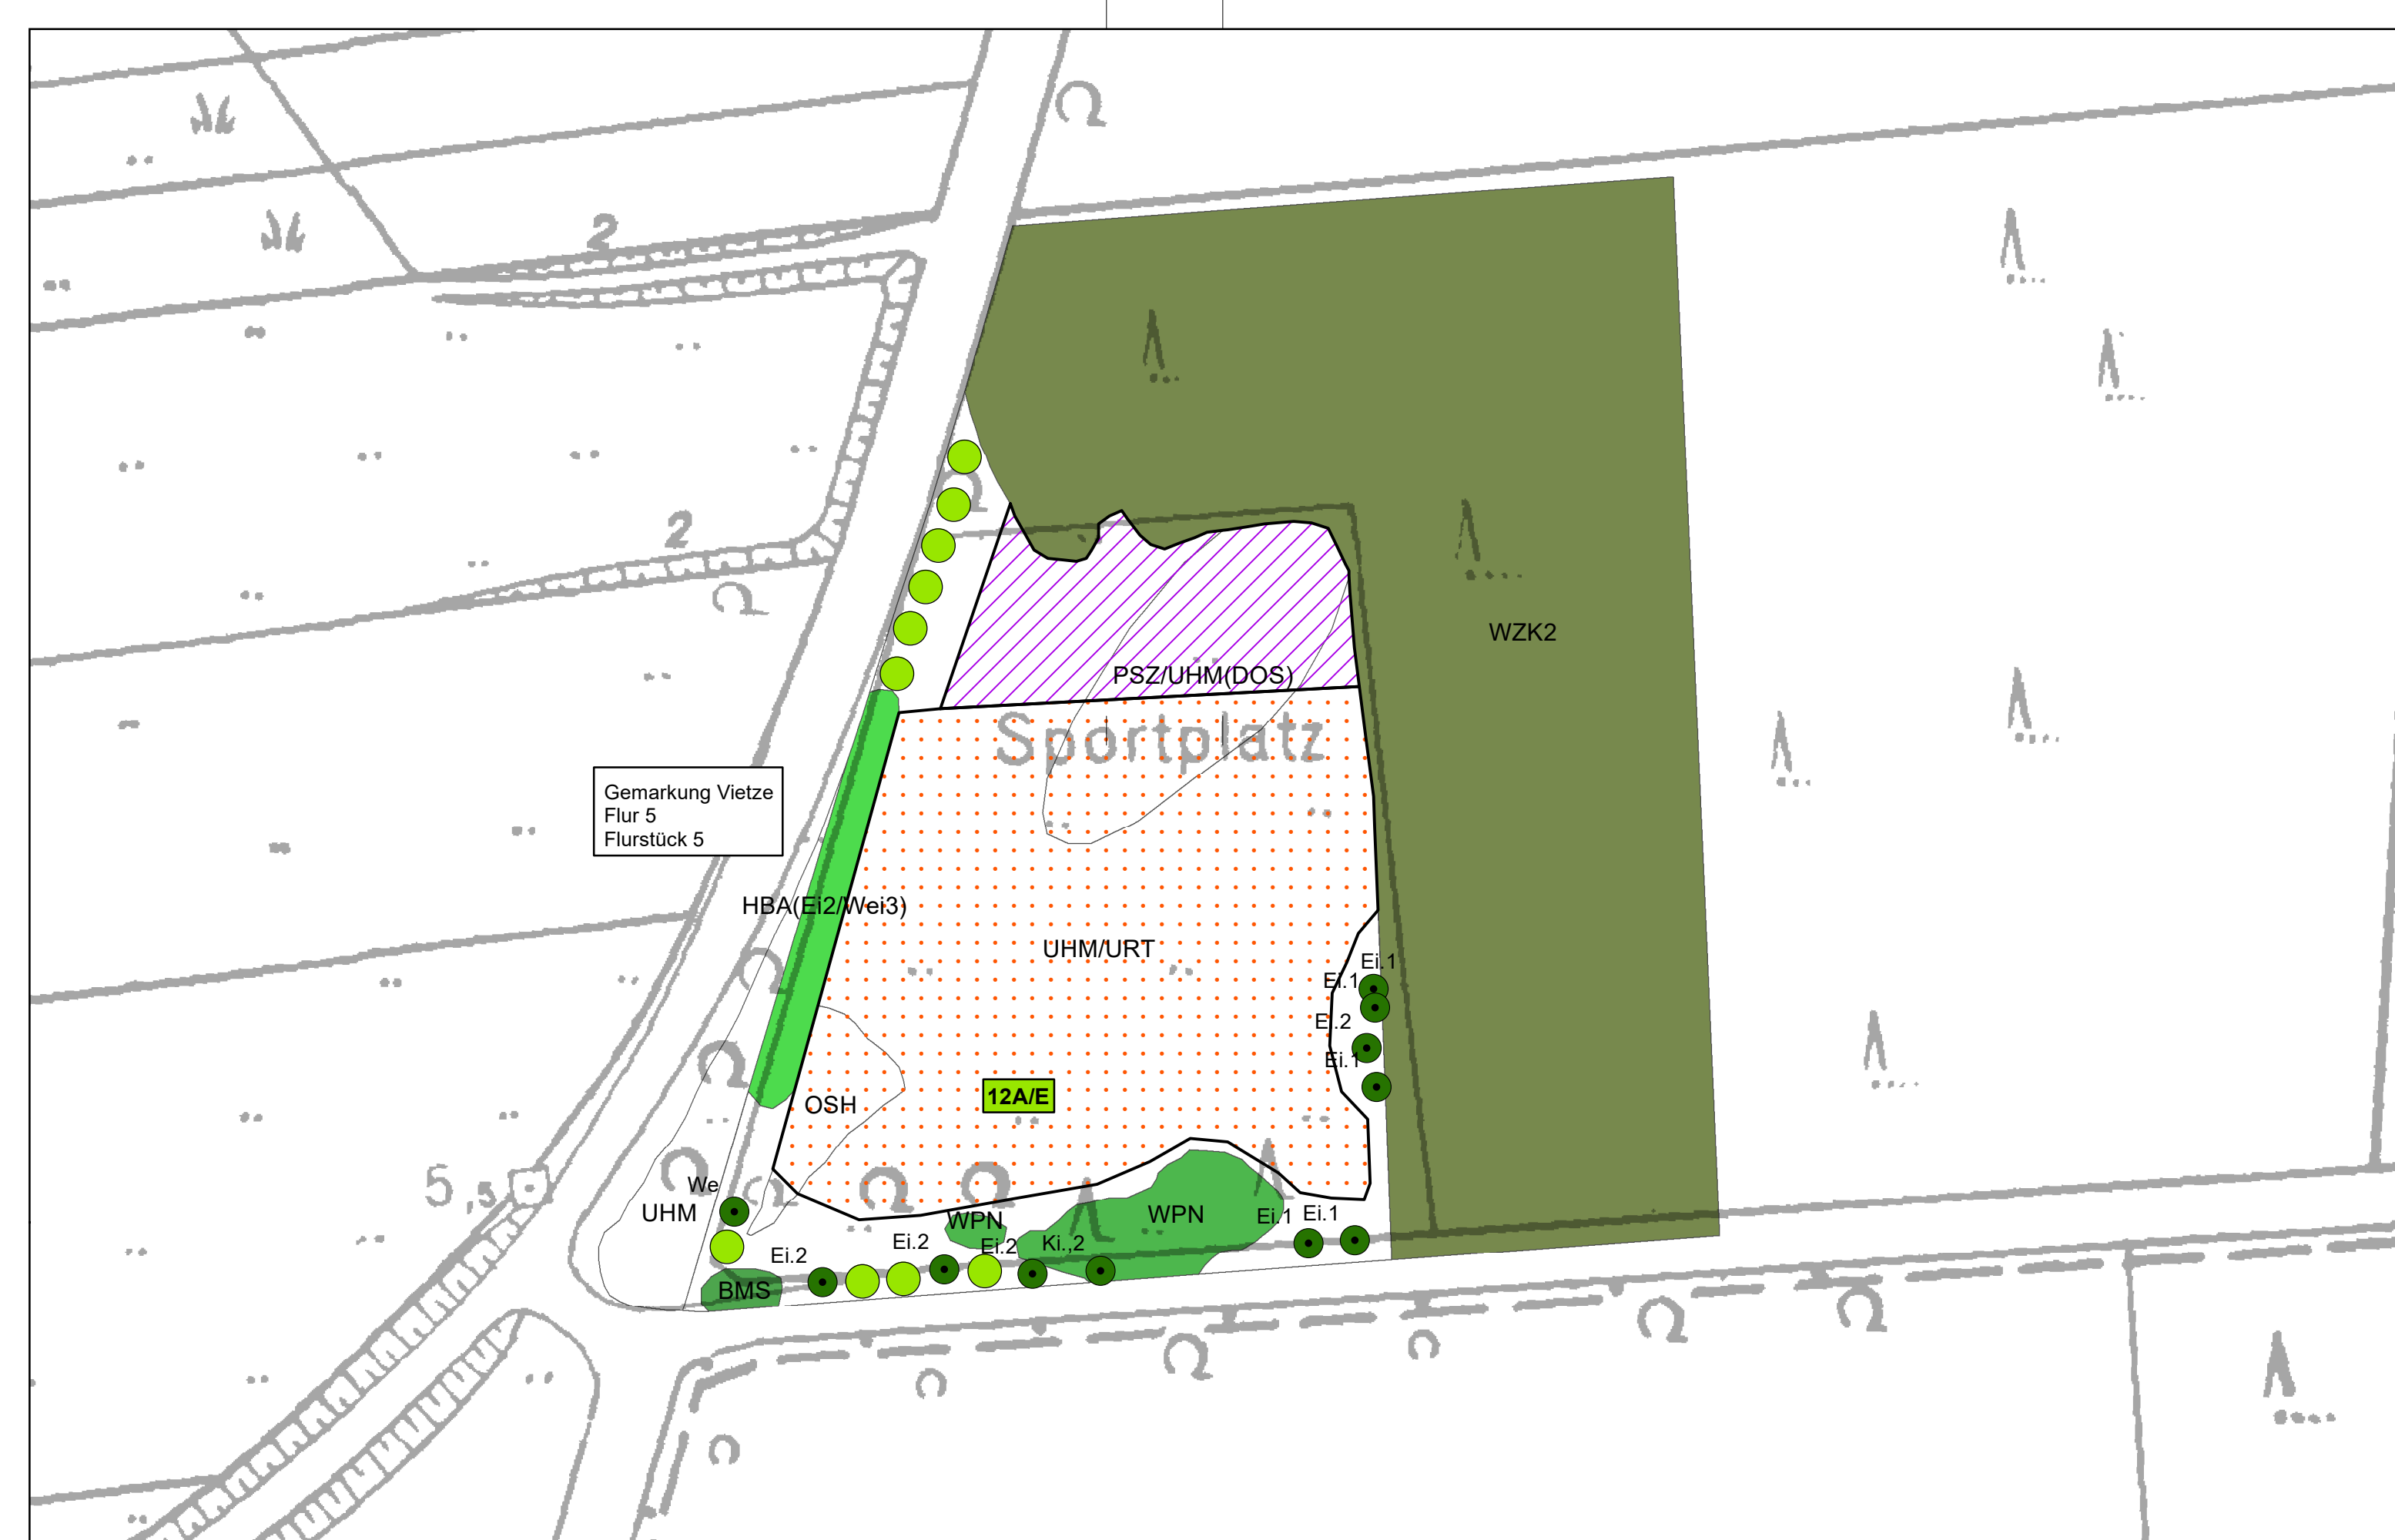 2
2
WZK2
PSZ/UHM(DOS)
Sportplatz
Gemarkung Vietze
Flur 5
Flurstück 5
HBA(Ei2/Wei3)
UHM/URT
Ei.1
Ei.1
Ei.2
Ei.1
12A/E
OSH
5,5
We
UHM
WPN
WPN
Ei.1
Ei.1
Ei.2
Ei.2
Ei.2
Ki.,2
BMS